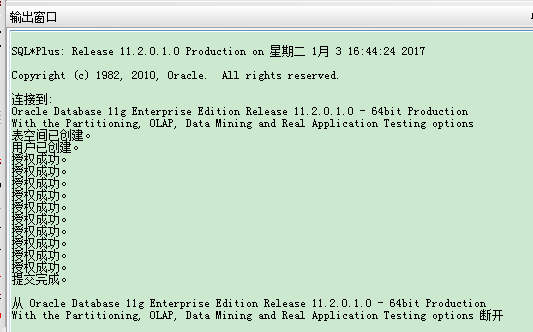 输出窗口
SQL*Plus: Release 11.2.0.1.0 Production on 星期二 1月 3 16:44:24 2017
Copyright (c) 1982, 2010, Oracle.  All rights reserved.
连接到:
Oracle Database 11g Enterprise Edition Release 11.2.0.1.0 - 64bit Production
With the Partitioning, OLAP, Data Mining and Real Application Testing options
表空间已创建。
用户已创建。
授权成功。
授权成功。
授权成功。
授权成功。
授权成功。
授权成功。
授权成功。
授权成功。
授权成功。
授权成功。
提交完成。
从 Oracle Database 11g Enterprise Edition Release 11.2.0.1.0 - 64bit Production
With the Partitioning, OLAP, Data Mining and Real Application Testing options 断开